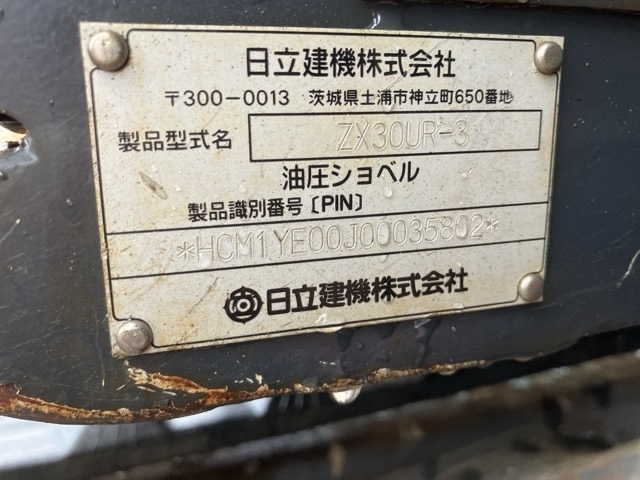 日立建機株式会社
〒300-0013 茨城県土浦市神立町650番地
製品型式名 ZX30UR-3
油圧ショベル
製品識別番号〔PIN〕
*HCM1YE00J00035802*
日立建機株式会社